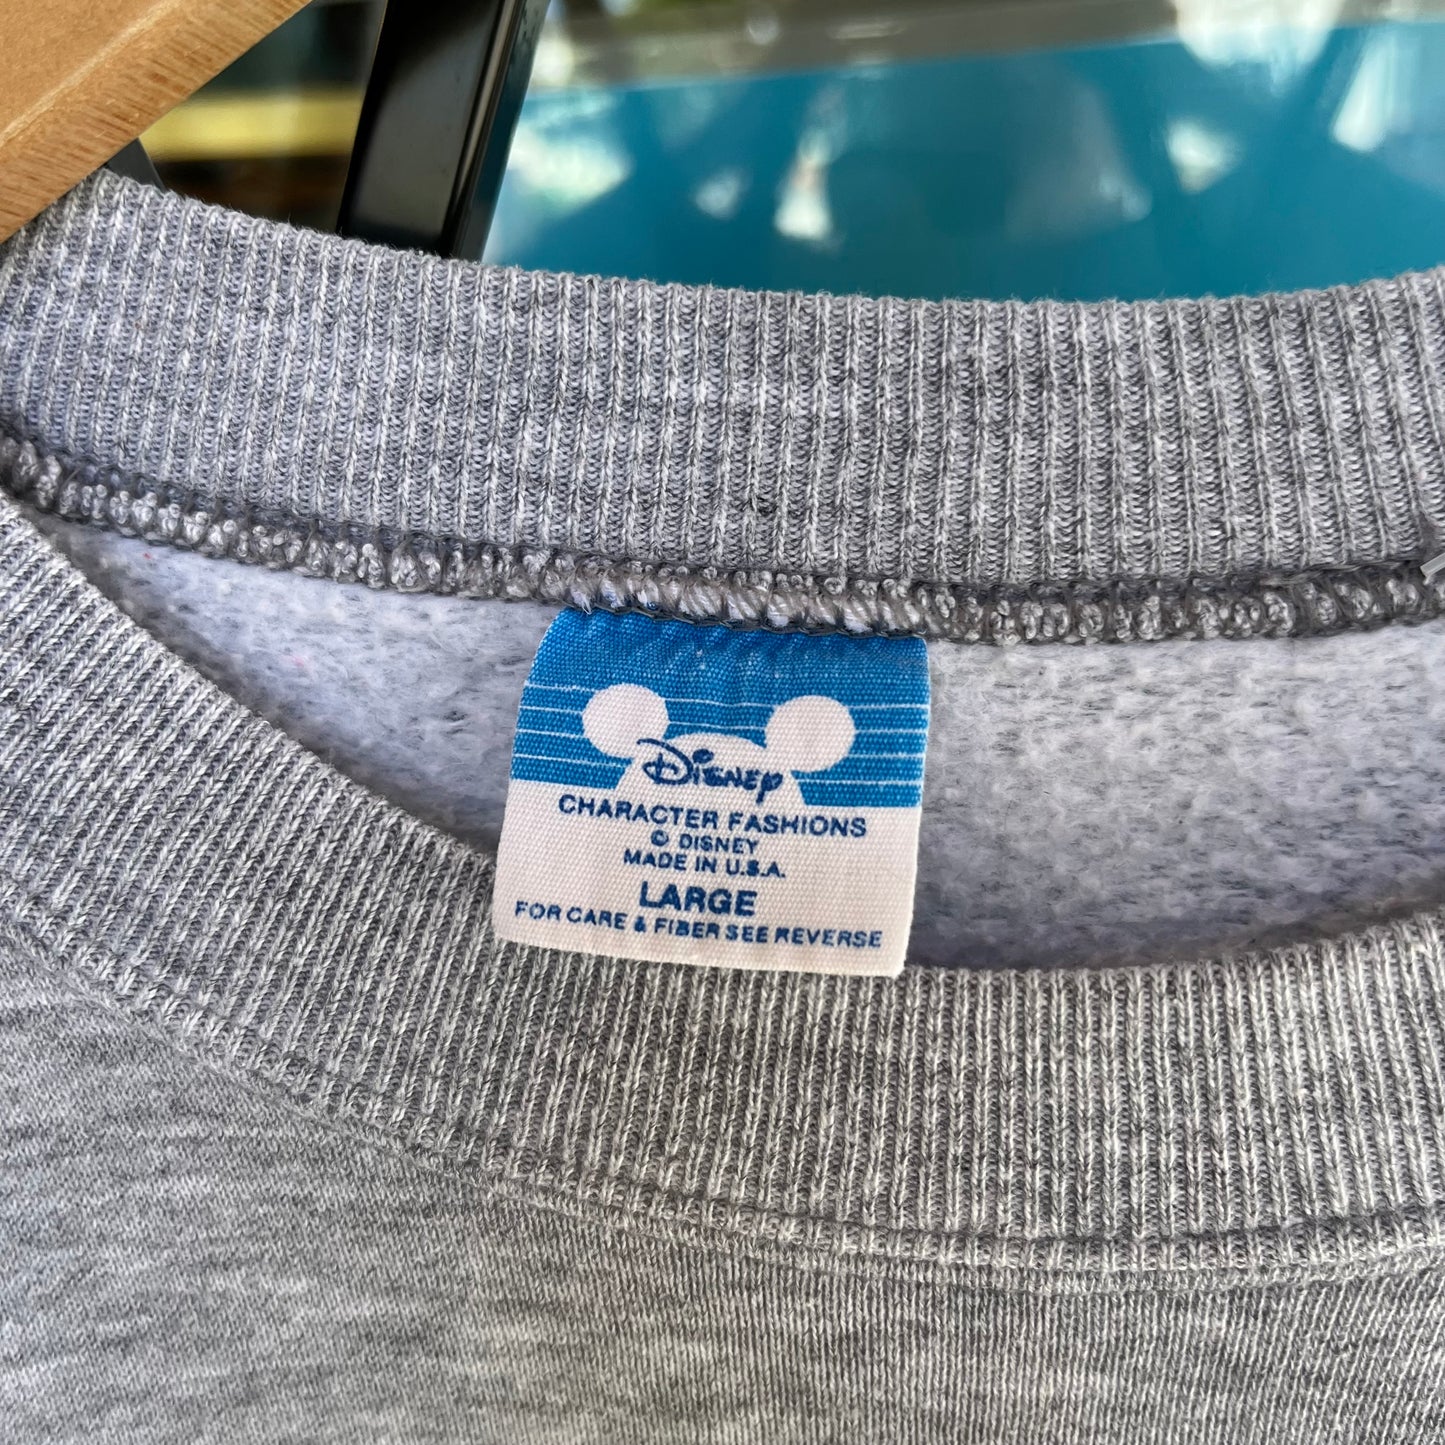 Disney
CHARACTER FASHIONS
© DISNEY
MADE IN U.S.A.
LARGE
FOR CARE & FIBER SEE REVERSE